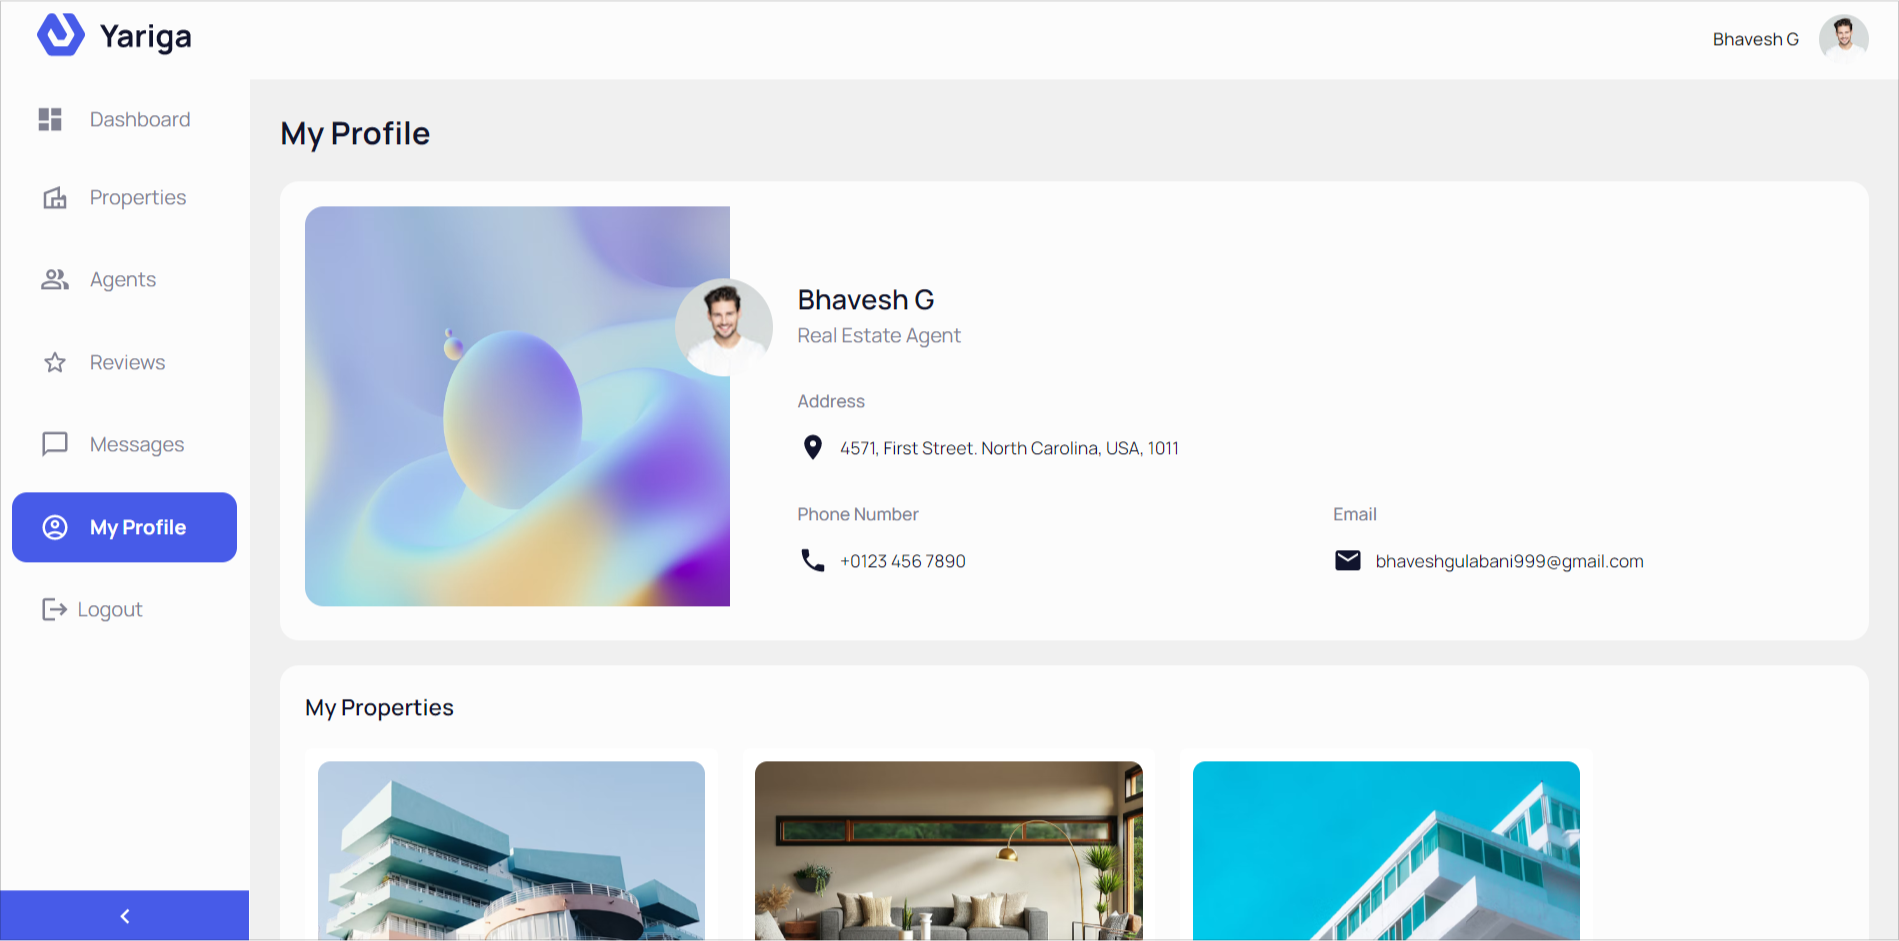 Yariga
Bhavesh G
Dashboard
Properties
Agents
Reviews
Messages
My Profile
Logout
My Profile
Bhavesh G
Real Estate Agent
Address
4571, First Street. North Carolina, USA, 1011
Phone Number
+0123 456 7890
Email
bhaveshgulabani999@gmail.com
My Properties